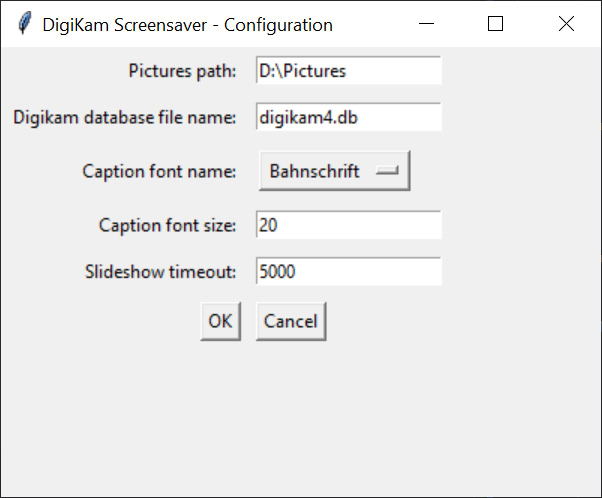 DigiKam Screensaver - Configuration
Pictures path: D:\Pictures
Digikam database file name: digikam4.db
Caption font name: Bahnschrift
Caption font size: 20
Slideshow timeout: 5000
OK Cancel